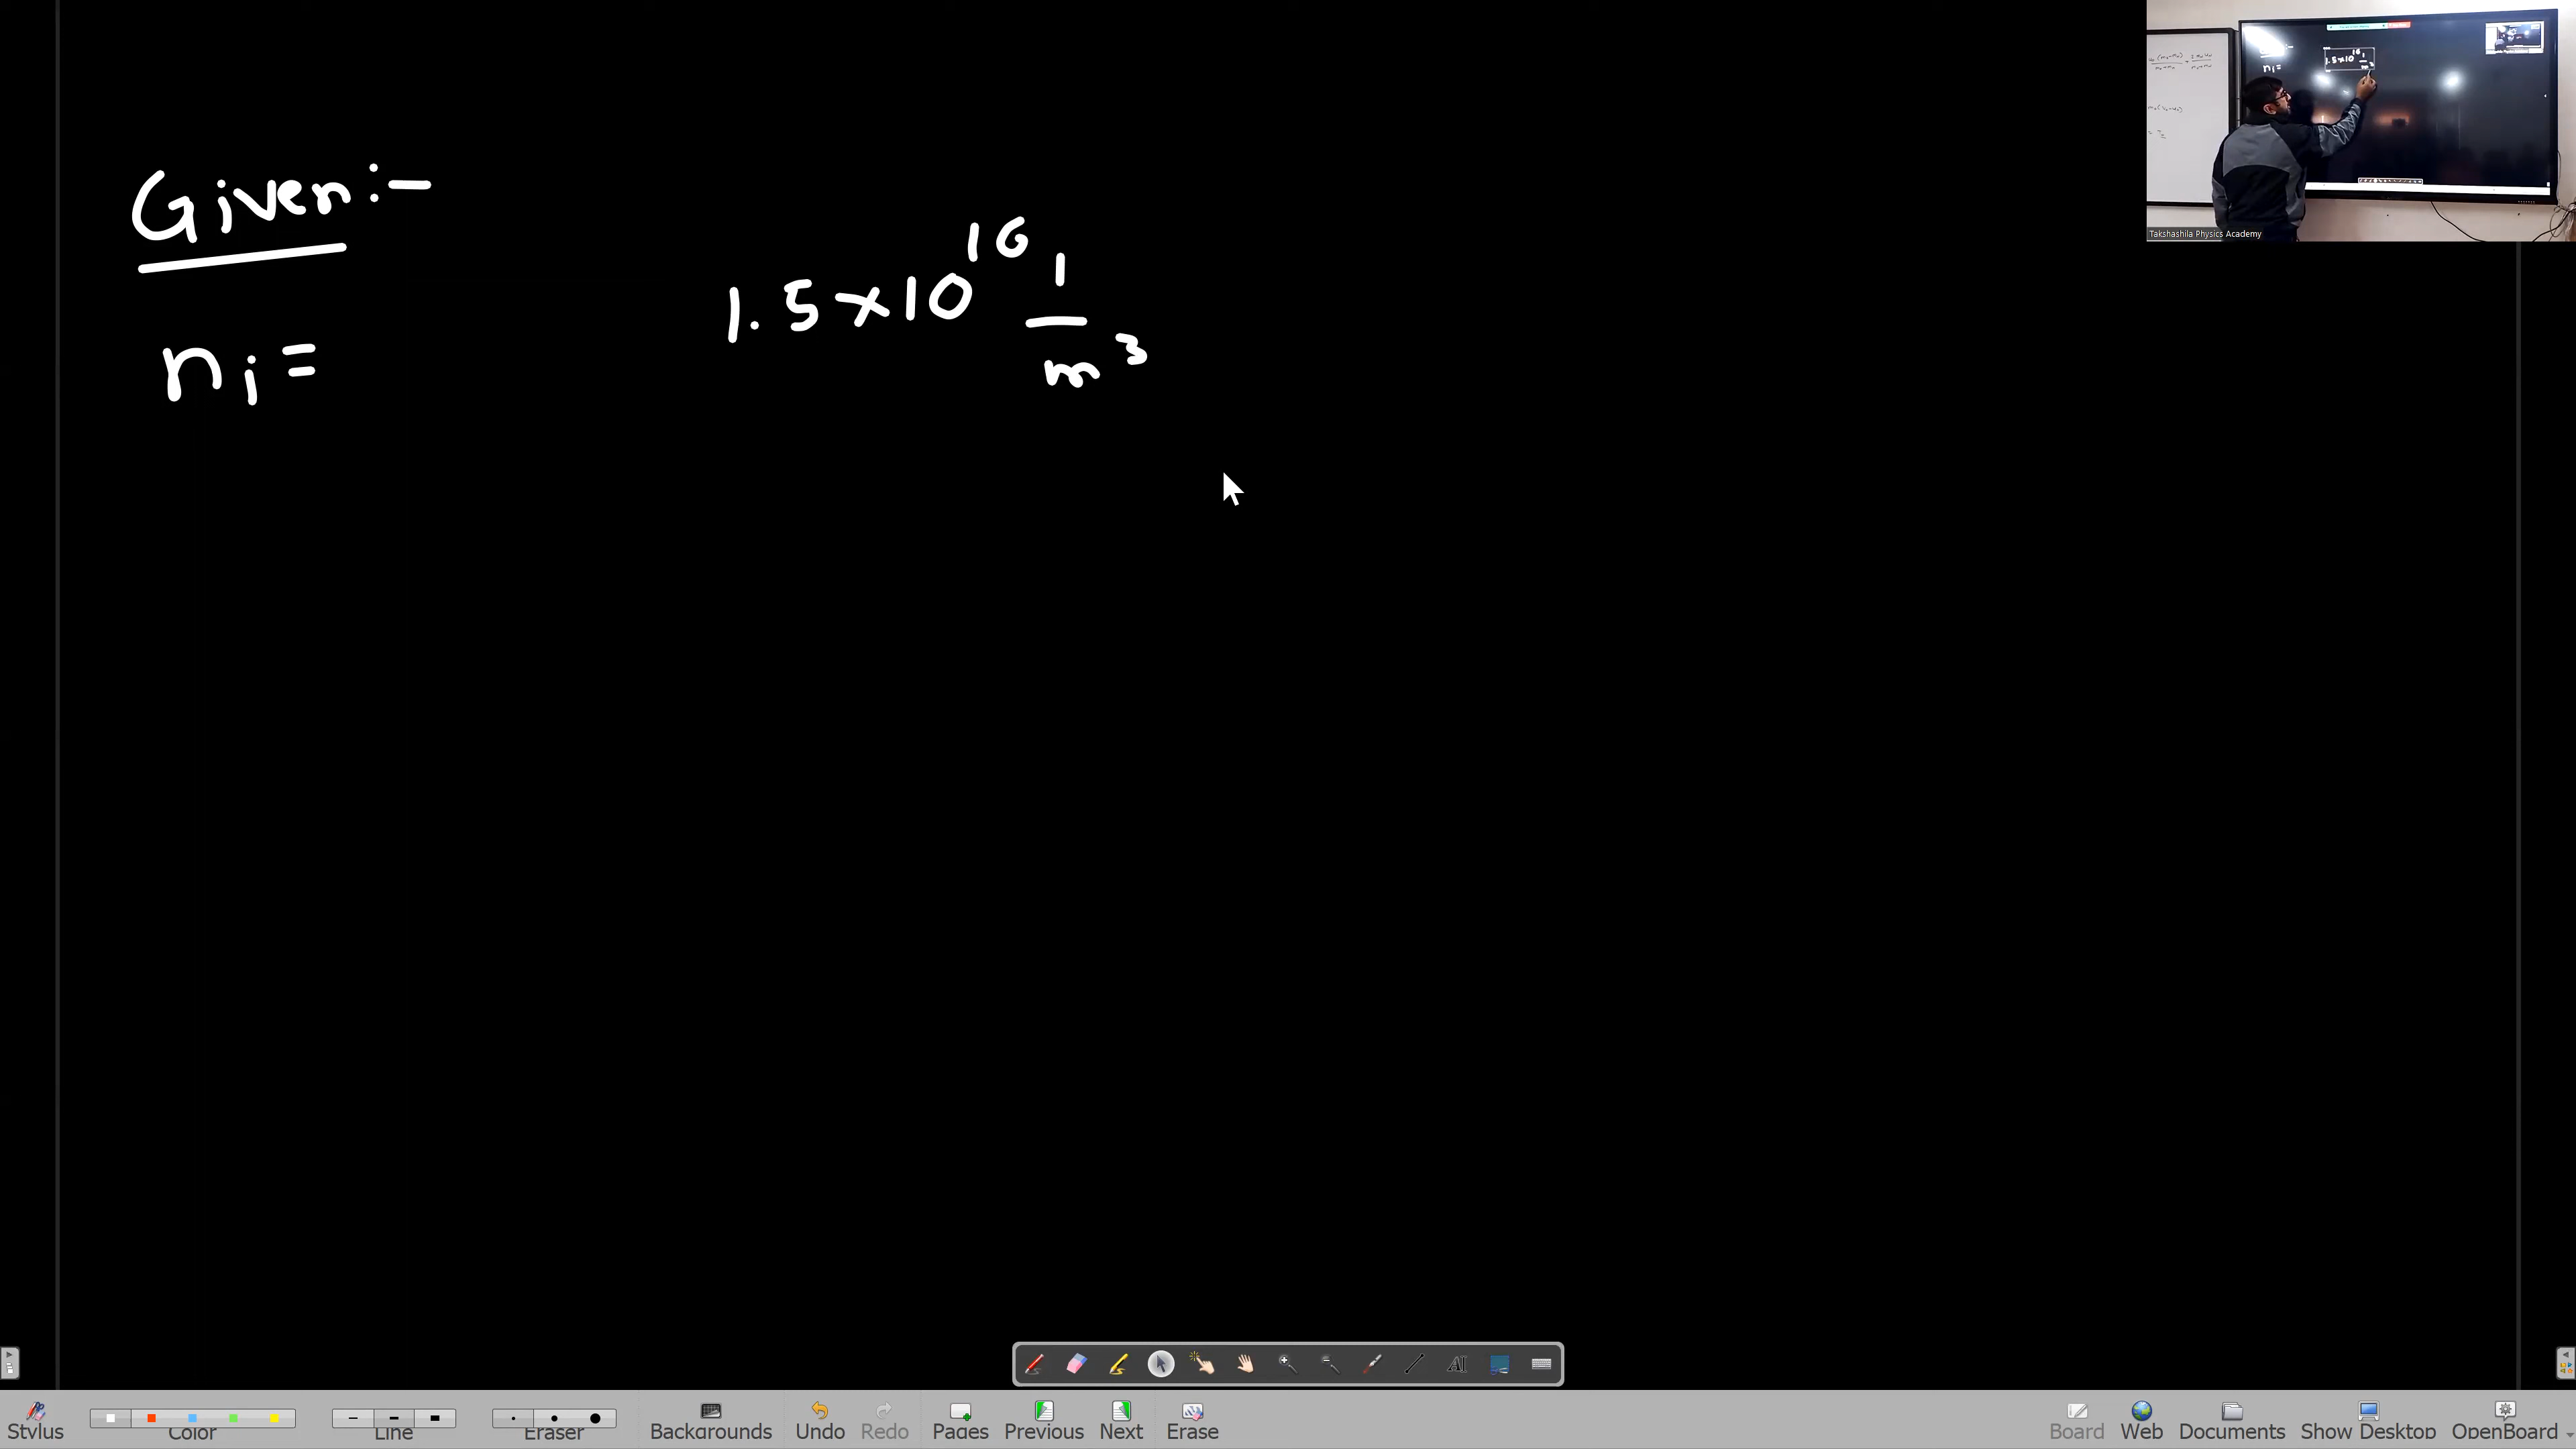 Given:-
nᵢ= 1.5×10¹⁶ 1/m³
Takshashila Physics Academy
Stylus Color Line Eraser Backgrounds Undo Redo Pages Previous Next Erase Board Web Documents Show Desktop OpenBoard